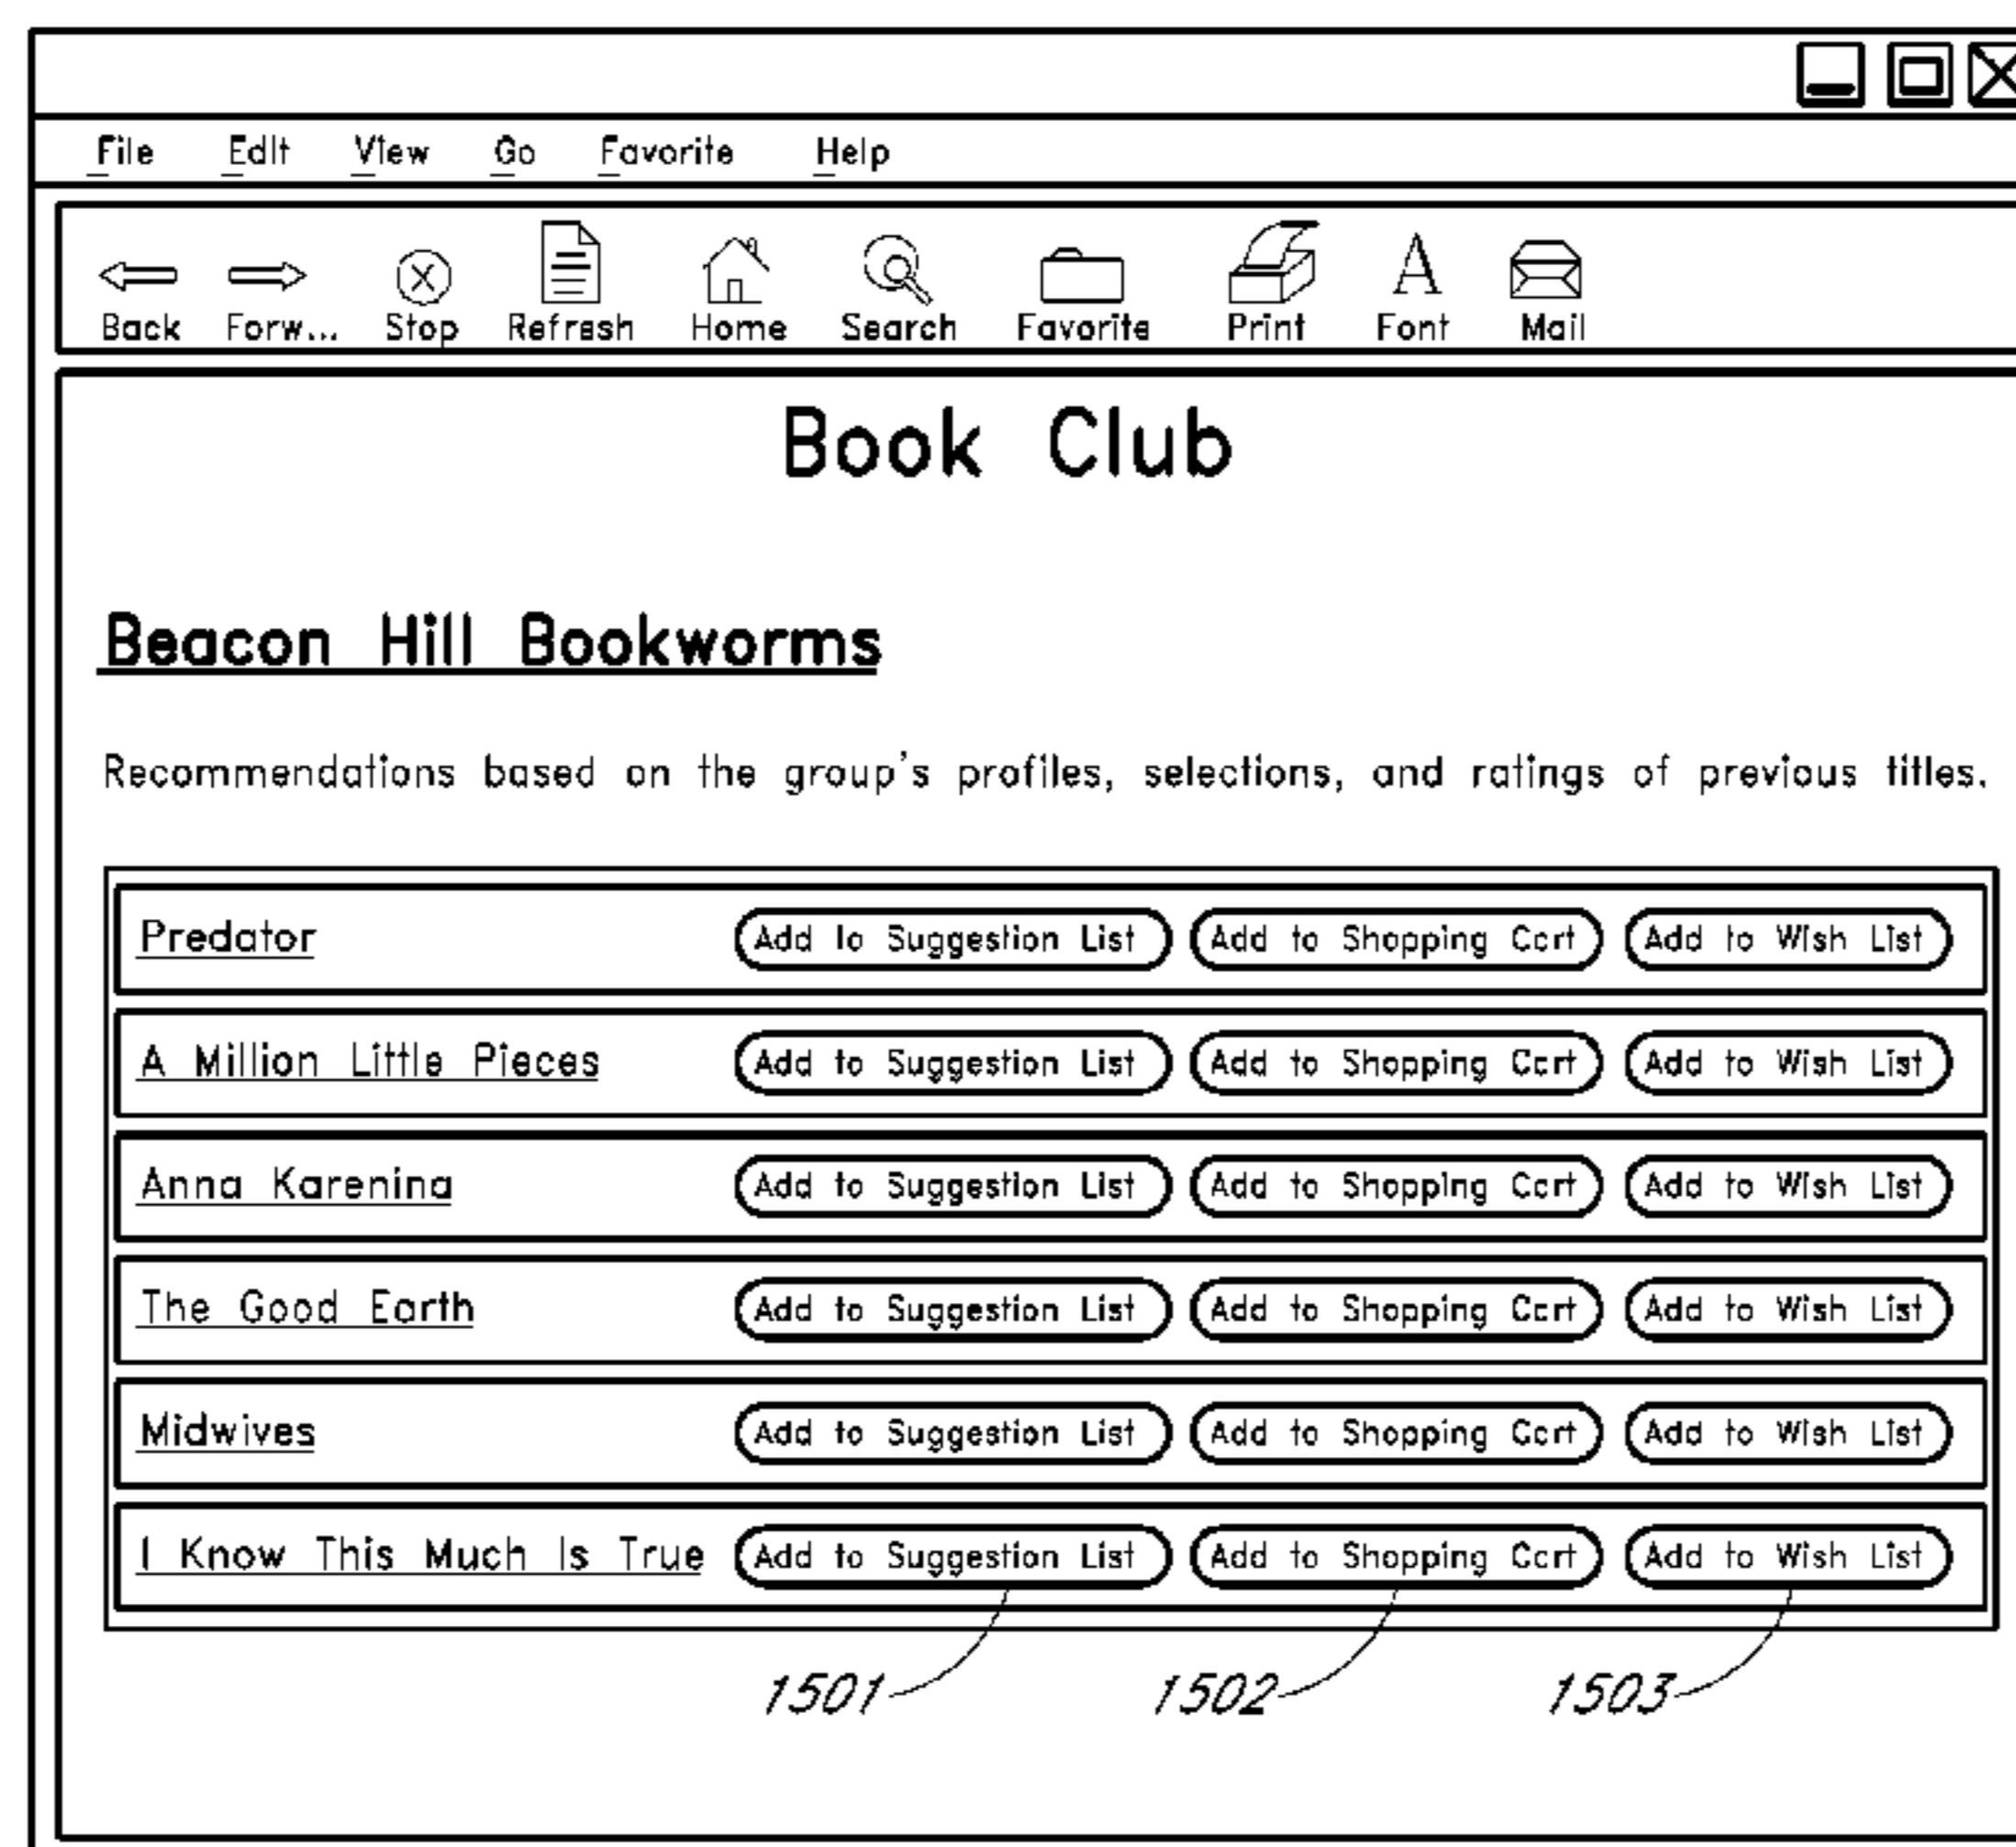 File Edit View Go Favorite Help
Back Forw... Stop Refresh Home Search Favorite Print Font Mail
Book Club
Beacon Hill Bookworms
Recommendations based on the group's profiles, selections, and ratings of previous titles.
Predator Add to Suggestion List Add to Shopping Cart Add to Wish List
A Million Little Pieces Add to Suggestion List Add to Shopping Cart Add to Wish List
Anna Karenina Add to Suggestion List Add to Shopping Cart Add to Wish List
The Good Earth Add to Suggestion List Add to Shopping Cart Add to Wish List
Midwives Add to Suggestion List Add to Shopping Cart Add to Wish List
I Know This Much Is True Add to Suggestion List Add to Shopping Cart Add to Wish List
1501 1502 1503